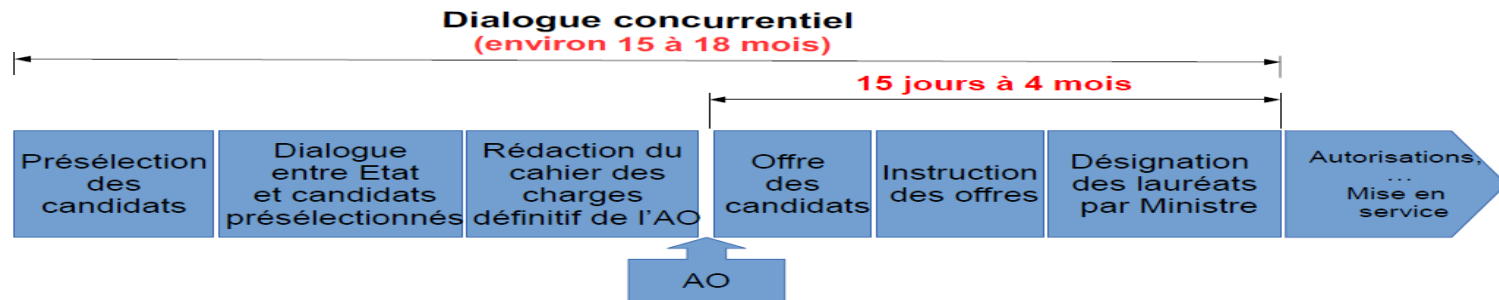 Dialogue concurrentiel
(environ 15 à 18 mois)
15 jours à 4 mois
Présélection
des
candidats
Dialogue
entre Etat
et candidats
présélectionnés
Rédaction du
cahier des
charges
définitif de l'AO
Offre
des
candidats
Instruction
des offres
Désignation
des lauréats
par Ministre
Autorisations,
...
Mise en
service
AO